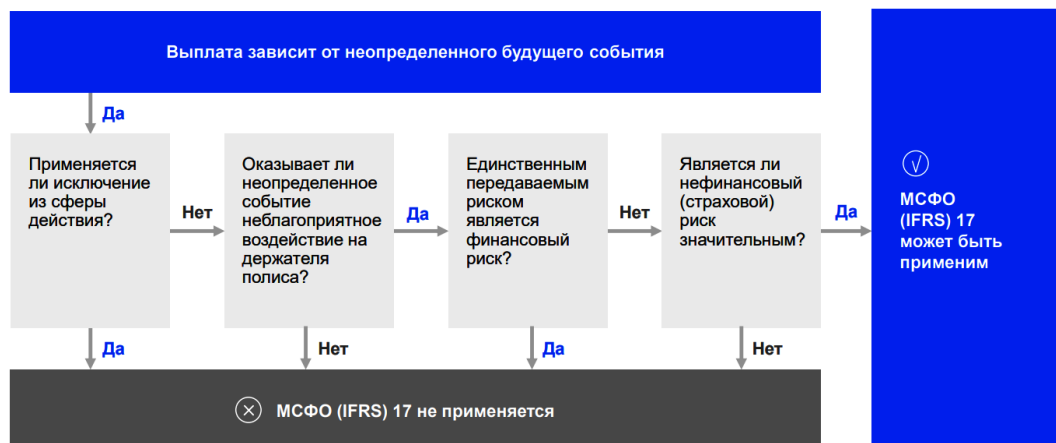 Выплата зависит от неопределенного будущего события
Да
Применяется
ли исключение
из сферы
действия?
Нет
Оказывает ли
неопределенное
событие
неблагоприятное
воздействие на
держателя
полиса?
Да
Единственным
передаваемым
риском
является
финансовый
риск?
Нет
Является ли
нефинансовый
(страховой)
риск
значительным?
Да
МСФО
(IFRS) 17
может быть
применим
Да
Нет
Да
Нет
МСФО (IFRS) 17 не применяется